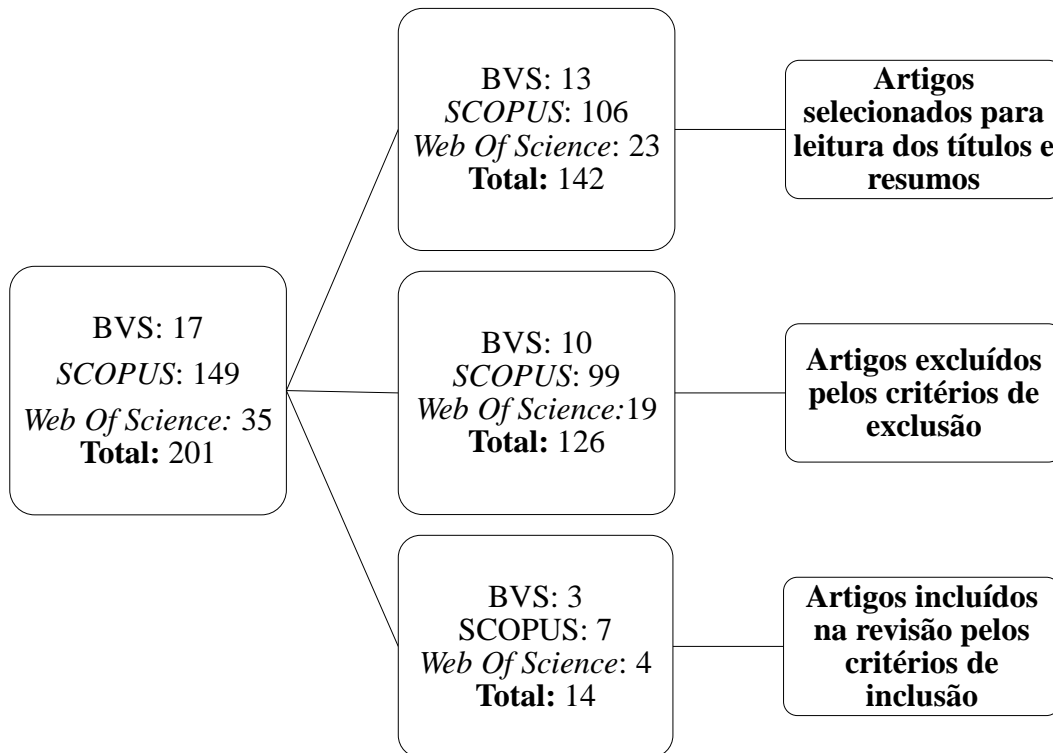 BVS: 17
SCOPUS: 149
Web Of Science: 35
Total: 201
BVS: 13
SCOPUS: 106
Web Of Science: 23
Total: 142
Artigos
selecionados para
leitura dos títulos e
resumos
BVS: 10
SCOPUS: 99
Web Of Science:19
Total: 126
Artigos excluídos
pelos critérios de
exclusão
BVS: 3
SCOPUS: 7
Web Of Science: 4
Total: 14
Artigos incluídos
na revisão pelos
critérios de
inclusão